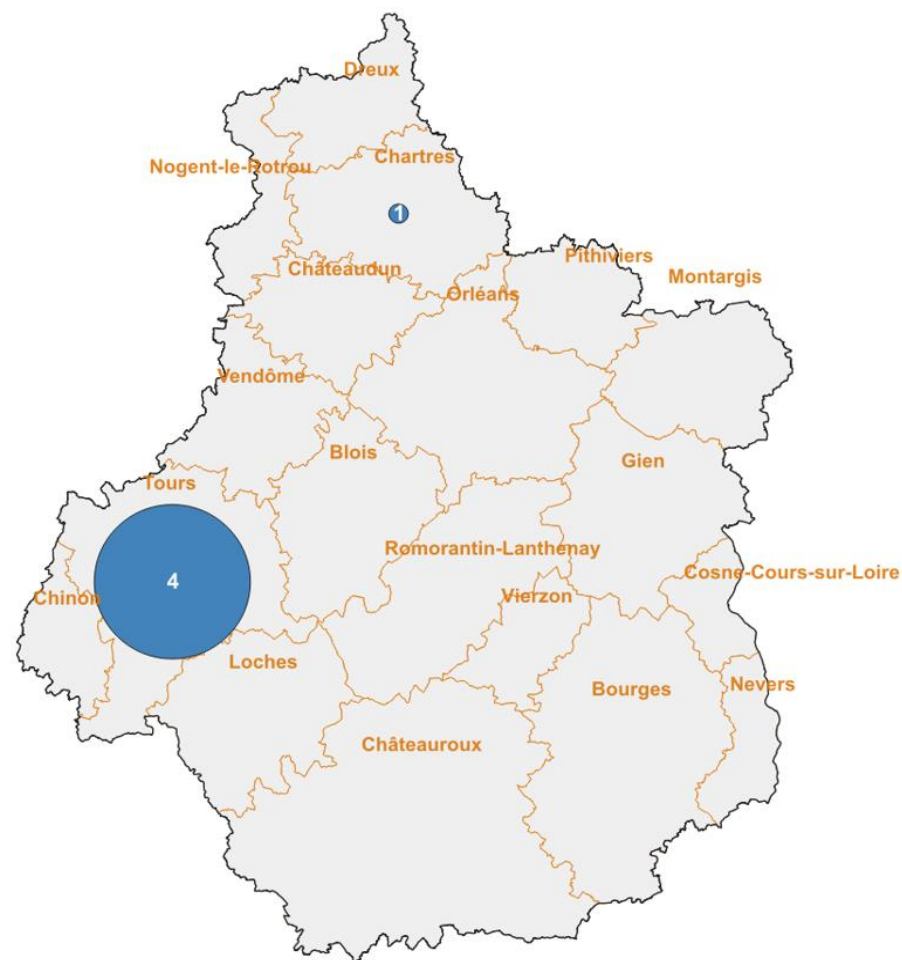 Dreux
Chartres
Nogent-le-Rotrou
1
Pithiviers
Châteaudun
Montargis
Orléans
Vendôme
Blois
Gien
Tours
Romorantin-Lanthenay
Cosne-Cours-sur-Loire
4
Chinon
Vierzon
Loches
Nevers
Bourges
Châteauroux